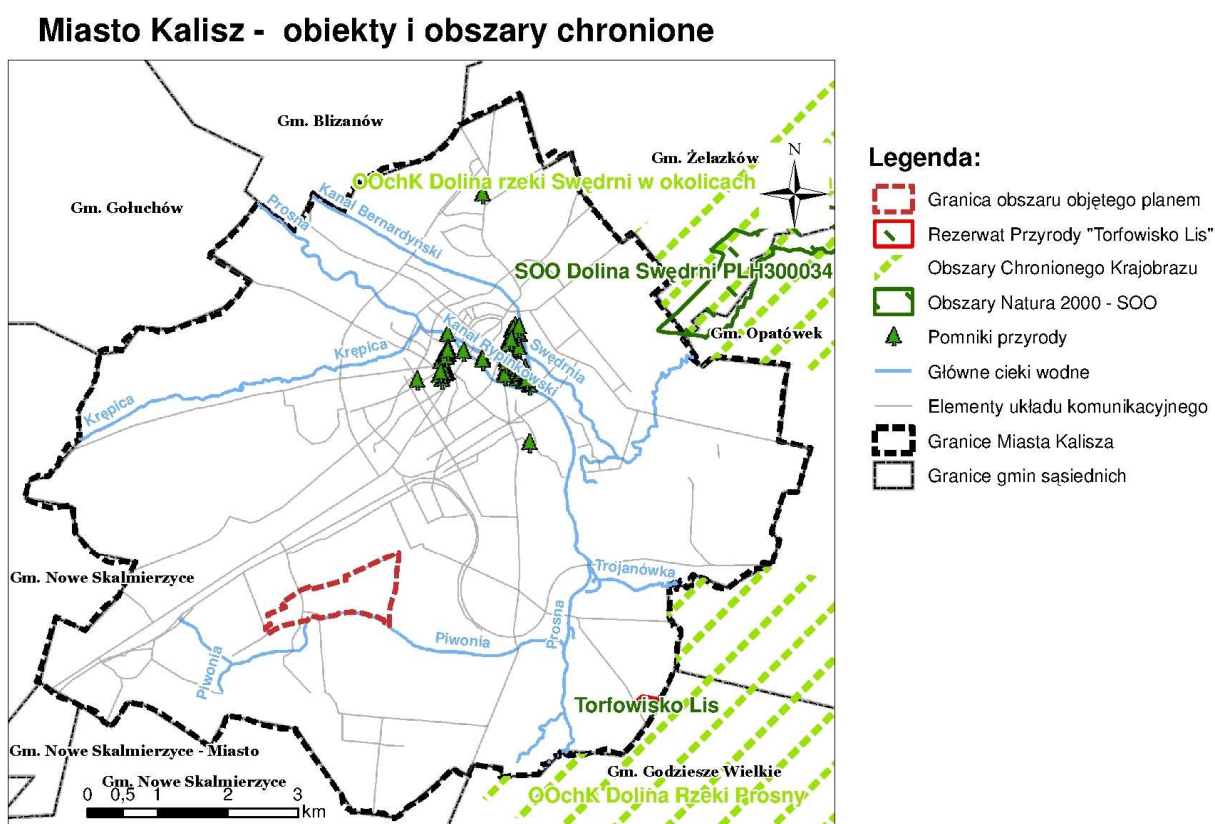 Miasto Kalisz - obiekty i obszary chronione
Gm. Blizanów
Gm. Żelazków
N
OOchK Dolina rzeki Swędrni w okolicach
Gm. Gołuchów
Prosna
Kanał Bernardyński
SOO Dolina Swędrni PLH300034
Gm. Opatówek
Kanał Rypinkowski
Swędrnia
Krępica
Krępica
Gm. Nowe Skalmierzyce
Trojanówka
Prosna
Piwonia
Piwonia
Torfowisko Lis
Gm. Nowe Skalmierzyce - Miasto
Gm. Nowe Skalmierzyce
Gm. Godziesze Wielkie
OOchK Dolina Rzeki Prosny
0 0,5 1 2 3
km
Legenda:
Granica obszaru objętego planem
Rezerwat Przyrody "Torfowisko Lis"
Obszary Chronionego Krajobrazu
Obszary Natura 2000 - SOO
Pomniki przyrody
Główne cieki wodne
Elementy układu komunikacyjnego
Granice Miasta Kalisza
Granice gmin sąsiednich